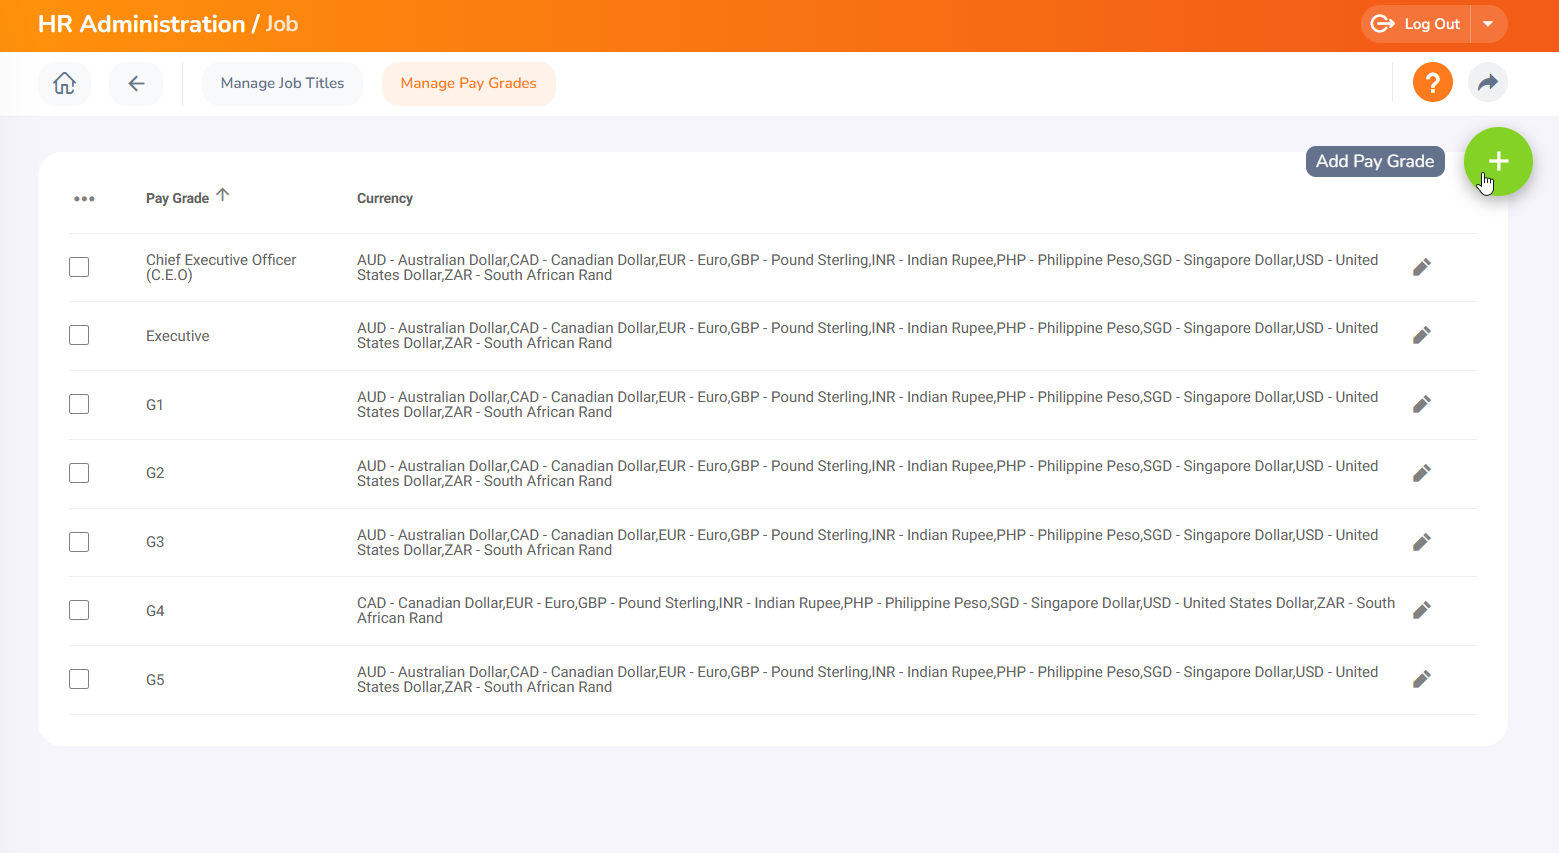 HR Administration / Job
Log Out
Manage Job Titles
Manage Pay Grades
?
Add Pay Grade
+
Pay Grade
Currency
Chief Executive Officer
(C.E.O)
AUD - Australian Dollar,CAD - Canadian Dollar,EUR - Euro,GBP - Pound Sterling,INR - Indian Rupee,PHP - Philippine Peso,SGD - Singapore Dollar,USD - United
States Dollar,ZAR - South African Rand
Executive
AUD - Australian Dollar,CAD - Canadian Dollar,EUR - Euro,GBP - Pound Sterling,INR - Indian Rupee,PHP - Philippine Peso,SGD - Singapore Dollar,USD - United
States Dollar,ZAR - South African Rand
G1
AUD - Australian Dollar,CAD - Canadian Dollar,EUR - Euro,GBP - Pound Sterling,INR - Indian Rupee,PHP - Philippine Peso,SGD - Singapore Dollar,USD - United
States Dollar,ZAR - South African Rand
G2
AUD - Australian Dollar,CAD - Canadian Dollar,EUR - Euro,GBP - Pound Sterling,INR - Indian Rupee,PHP - Philippine Peso,SGD - Singapore Dollar,USD - United
States Dollar,ZAR - South African Rand
G3
AUD - Australian Dollar,CAD - Canadian Dollar,EUR - Euro,GBP - Pound Sterling,INR - Indian Rupee,PHP - Philippine Peso,SGD - Singapore Dollar,USD - United
States Dollar,ZAR - South African Rand
G4
CAD - Canadian Dollar,EUR - Euro,GBP - Pound Sterling,INR - Indian Rupee,PHP - Philippine Peso,SGD - Singapore Dollar,USD - United States Dollar,ZAR - South
African Rand
G5
AUD - Australian Dollar,CAD - Canadian Dollar,EUR - Euro,GBP - Pound Sterling,INR - Indian Rupee,PHP - Philippine Peso,SGD - Singapore Dollar,USD - United
States Dollar,ZAR - South African Rand